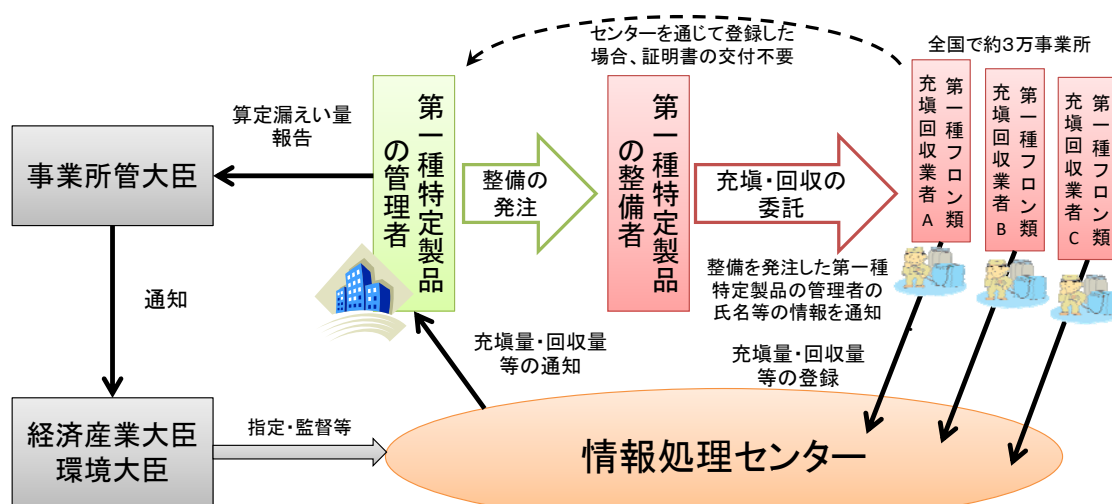 センターを通じて登録した
場合、証明書の交付不要
全国で約3万事業所
算定漏えい量
報告
事業所管大臣
第一種特定製品
の管理者
整備の
発注
第一種特定製品
の整備者
充塡・回収の
委託
第一種フロン類
充塡回収業者 A
第一種フロン類
充塡回収業者 B
第一種フロン類
充塡回収業者 C
整備を発注した第一種
特定製品の管理者の
氏名等の情報を通知
通知
充塡量・回収量
等の通知
充塡量・回収量
等の登録
経済産業大臣
環境大臣
指定・監督等
情報処理センター